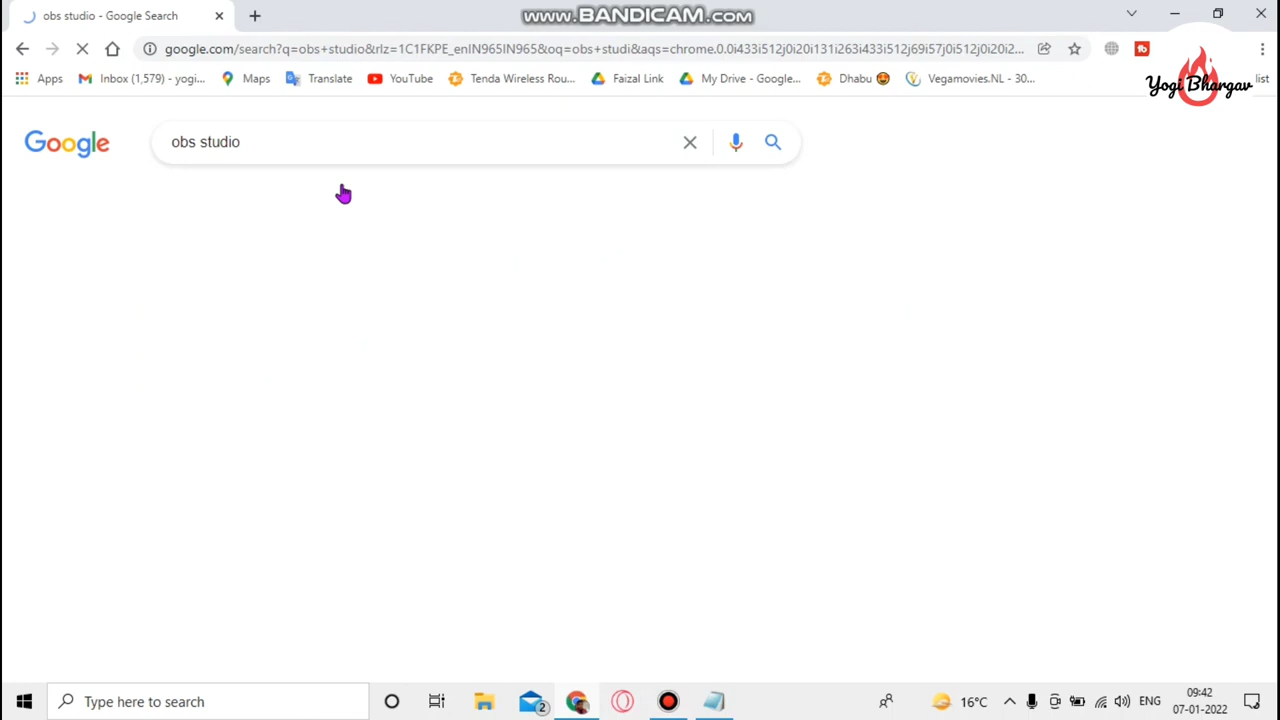 obs studio - Google Search
www.BANDICAM.com
google.com/search?q=obs+studio&rlz=1C1FKPE_enIN965IN965&oq=obs+studi&aqs=chrome.0.0i433i512j0i20i131i263i433i512j69i57j0i512j0i20i2...
Apps Inbox (1,579) - yogi... Maps Translate YouTube Tenda Wireless Rou... Faizal Link My Drive - Google... Dhabu Vegamovies.NL - 30... list
Yogi Bhargav
Google obs studio
Type here to search 2 16°C ENG 09:42
07-01-2022